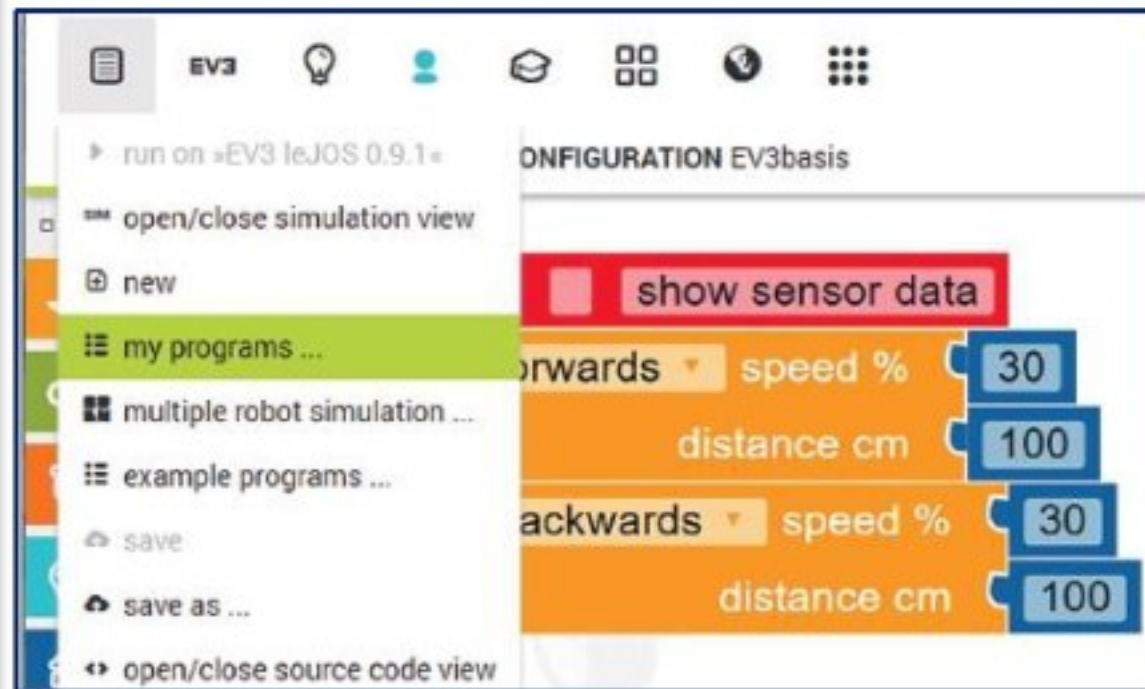 EV3
run on »EV3 leJOS 0.9.1«
ONFIGURATION EV3basis
SIM open/close simulation view
new
show sensor data
my programs ...
orwards speed % 30
multiple robot simulation ...
distance cm 100
example programs ...
ackwards speed % 30
save
distance cm 100
save as ...
open/close source code view